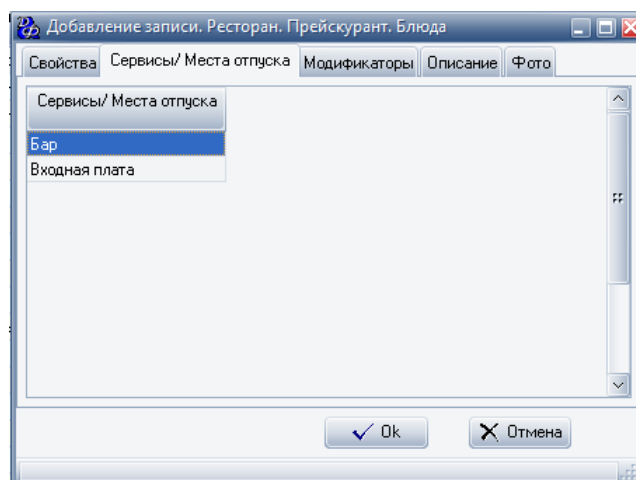 Добавление записи. Ресторан. Прейскурант. Блюда
Свойства Сервисы/ Места отпуска Модификаторы Описание Фото
Сервисы/ Места отпуска
Бар
Входная плата
Ok Отмена